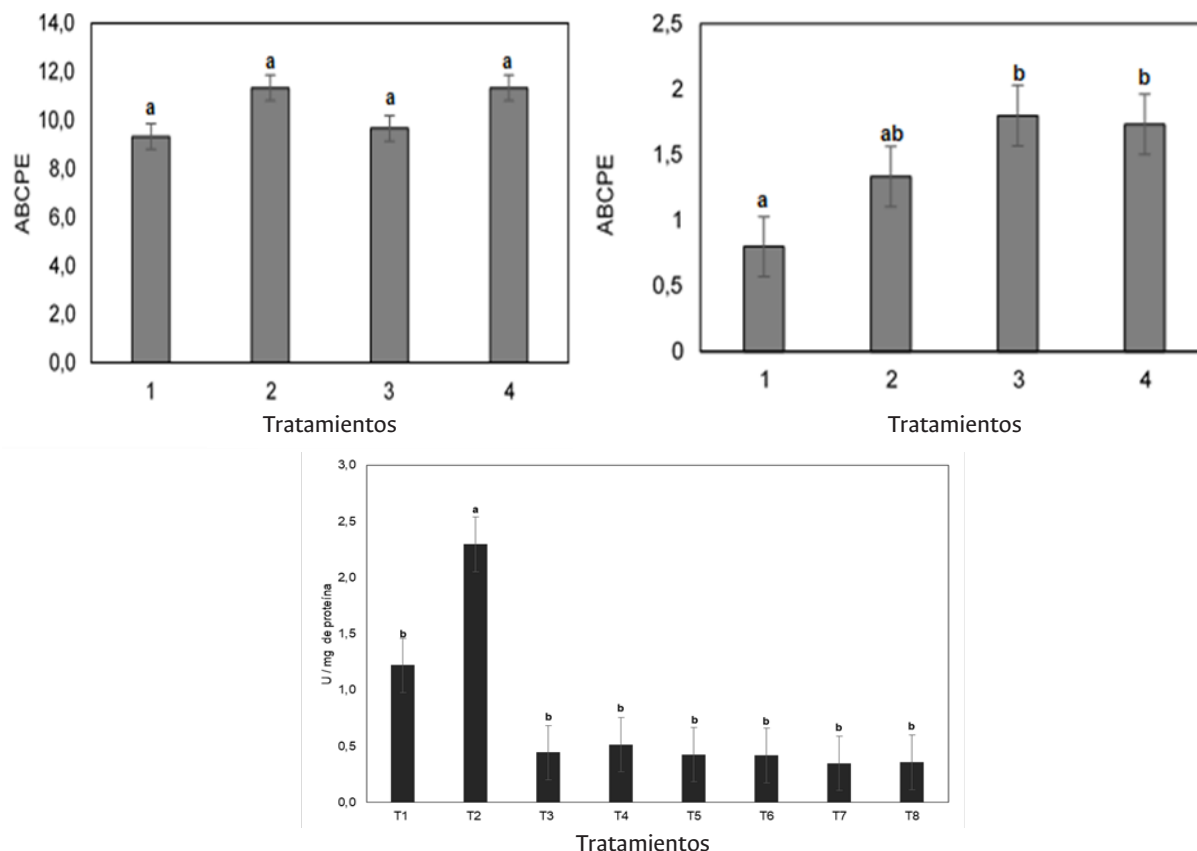 ABCPE
14,0
12,0
10,0
8,0
6,0
4,0
2,0
0,0
a
a
a
a
1 2 3 4
Tratamientos
ABCPE
2,5
2
1,5
1
0,5
0
a
ab
b
b
1 2 3 4
Tratamientos
U / mg de proteína
3,0
2,5
2,0
1,5
1,0
0,5
0,0
b
a
b
b
b
b
b
b
T1 T2 T3 T4 T5 T6 T7 T8
Tratamientos